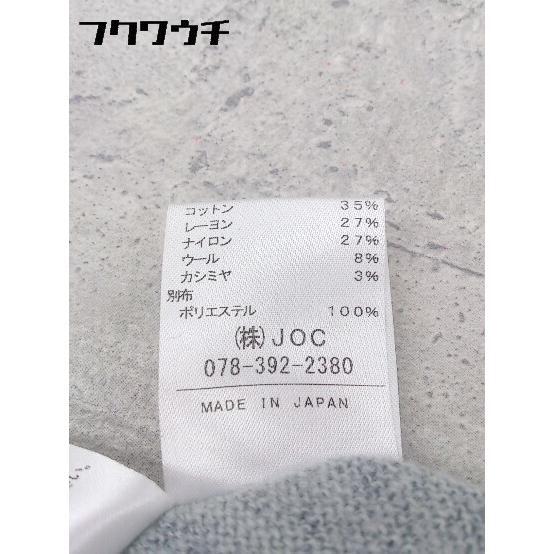 フクワウチ
コットン 35%
レーヨン 27%
ナイロン 27%
ウール 8%
カシミヤ 3%
別布
ポリエステル 100%
(株)JOC
078-392-2380
MADE IN JAPAN